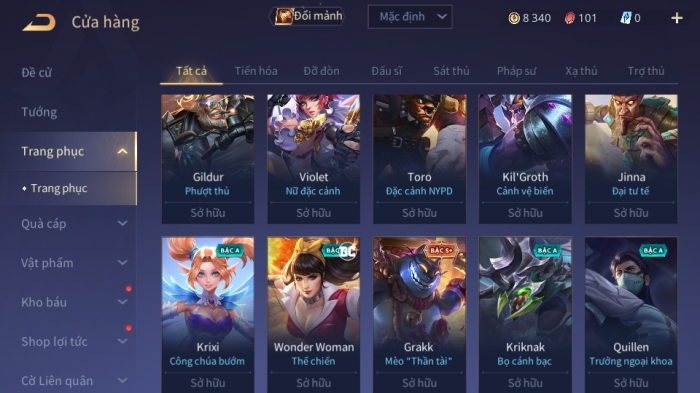 Cửa hàng
Đổi mảnh
Mặc định
8 340
101
0
Đề cử
Tướng
Trang phục
Trang phục
Quà cáp
Vật phẩm
Kho báu
Shop lợi tức
Cờ Liên quân
Tất cả Tiến hóa Đỡ đòn Đấu sĩ Sát thủ Pháp sư Xạ thủ Trợ thủ
Gildur
Phượt thủ
Sở hữu
Violet
Nữ đặc cảnh
Sở hữu
Toro
Đặc cảnh NYPD
Sở hữu
Kil'Groth
Cảnh vệ biển
Sở hữu
Jinna
Đại tư tế
Sở hữu
BẬC A
Krixi
Công chúa bướm
Sở hữu
BẬC
Wonder Woman
Thế chiến
Sở hữu
BẬC S+
Grakk
Mèo "Thần tài"
Sở hữu
BẬC A
Kriknak
Bọ cánh bạc
Sở hữu
BẬC A
Quillen
Trưởng ngoại khoa
Sở hữu